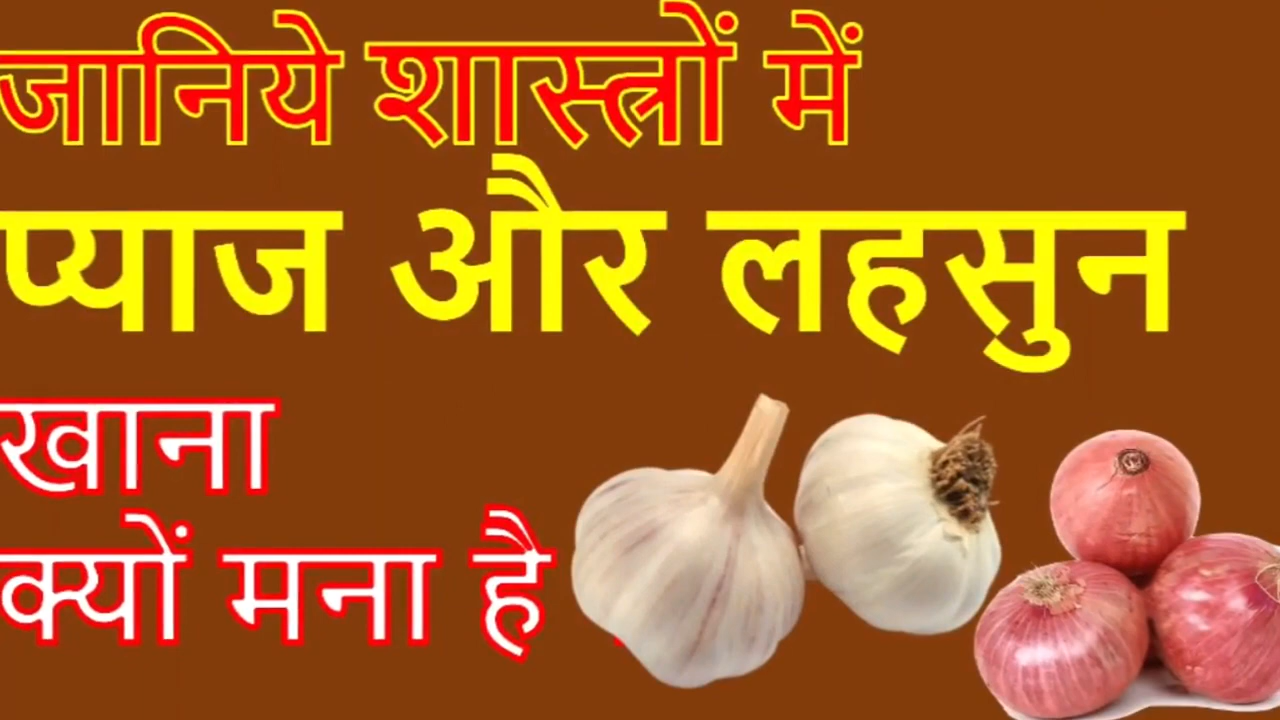 जानिये शास्त्रों में
प्याज और लहसुन
खाना
क्यों मना है